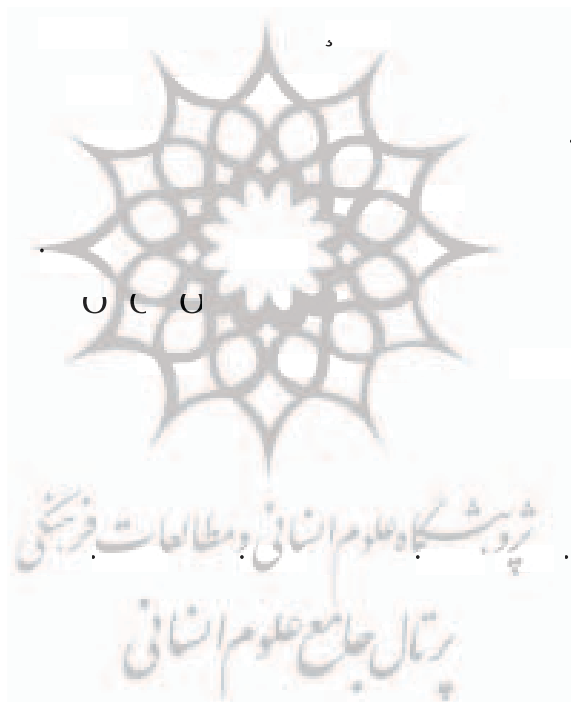 پژوهشگاه علوم انسانی و مطالعات فرهنگی
پرتال جامع علوم انسانی